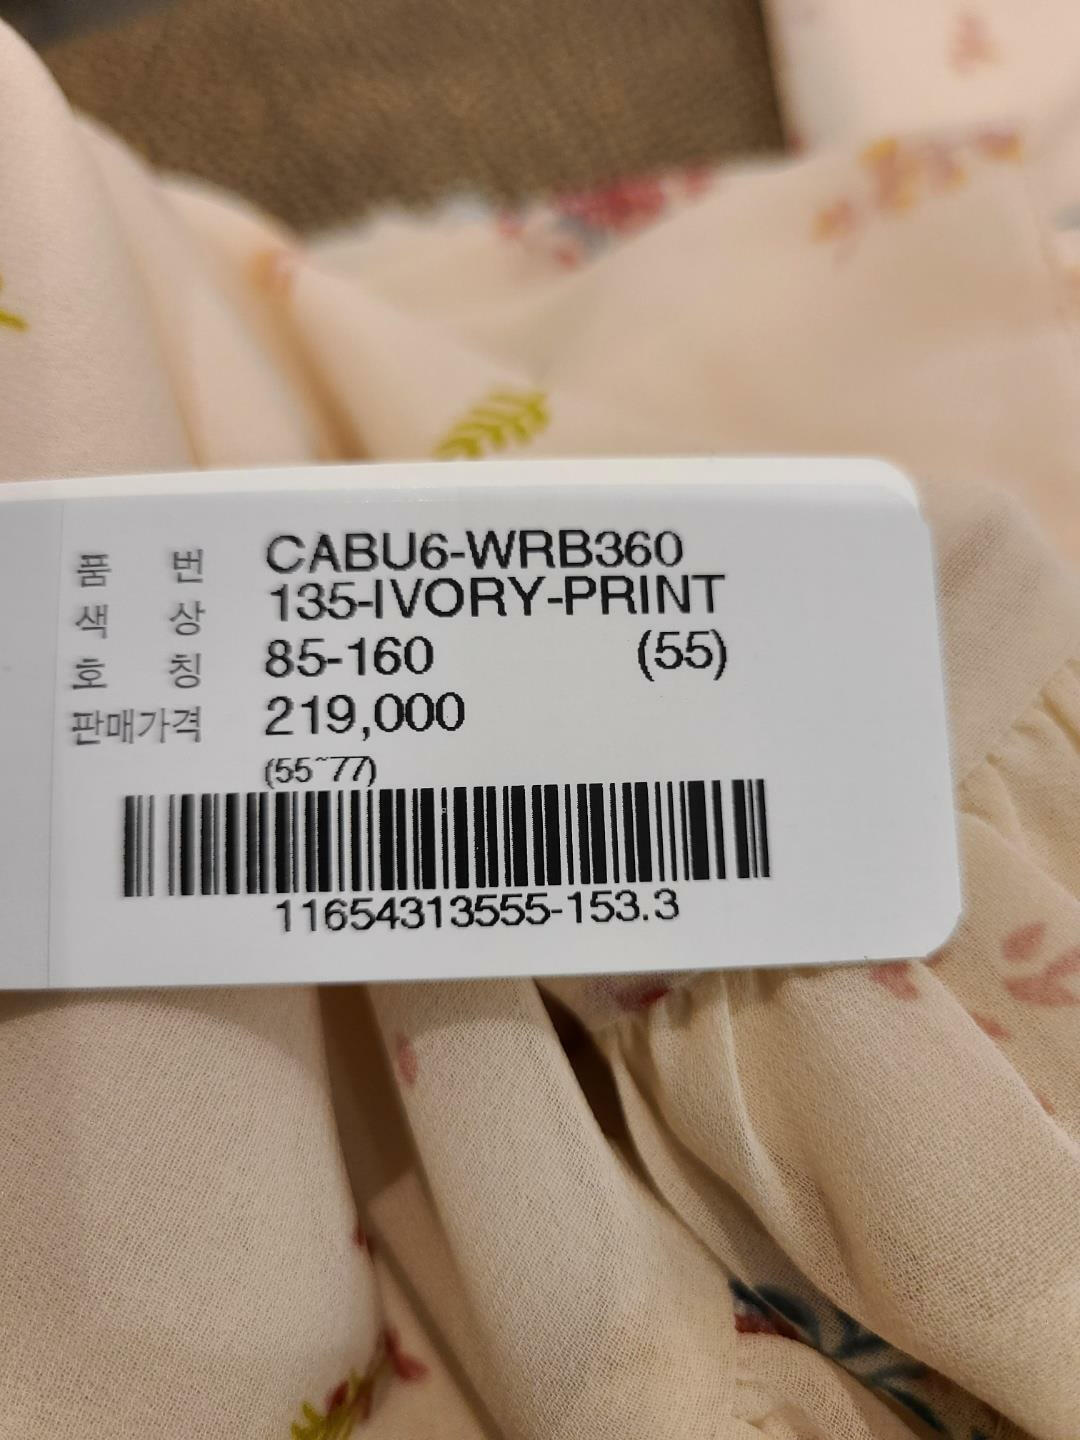 품 번 CABU6-WRB360
색 상 135-IVORY-PRINT
호 칭 85-160 (55)
판매가격 219,000
(55~77)
11654313555-153.3